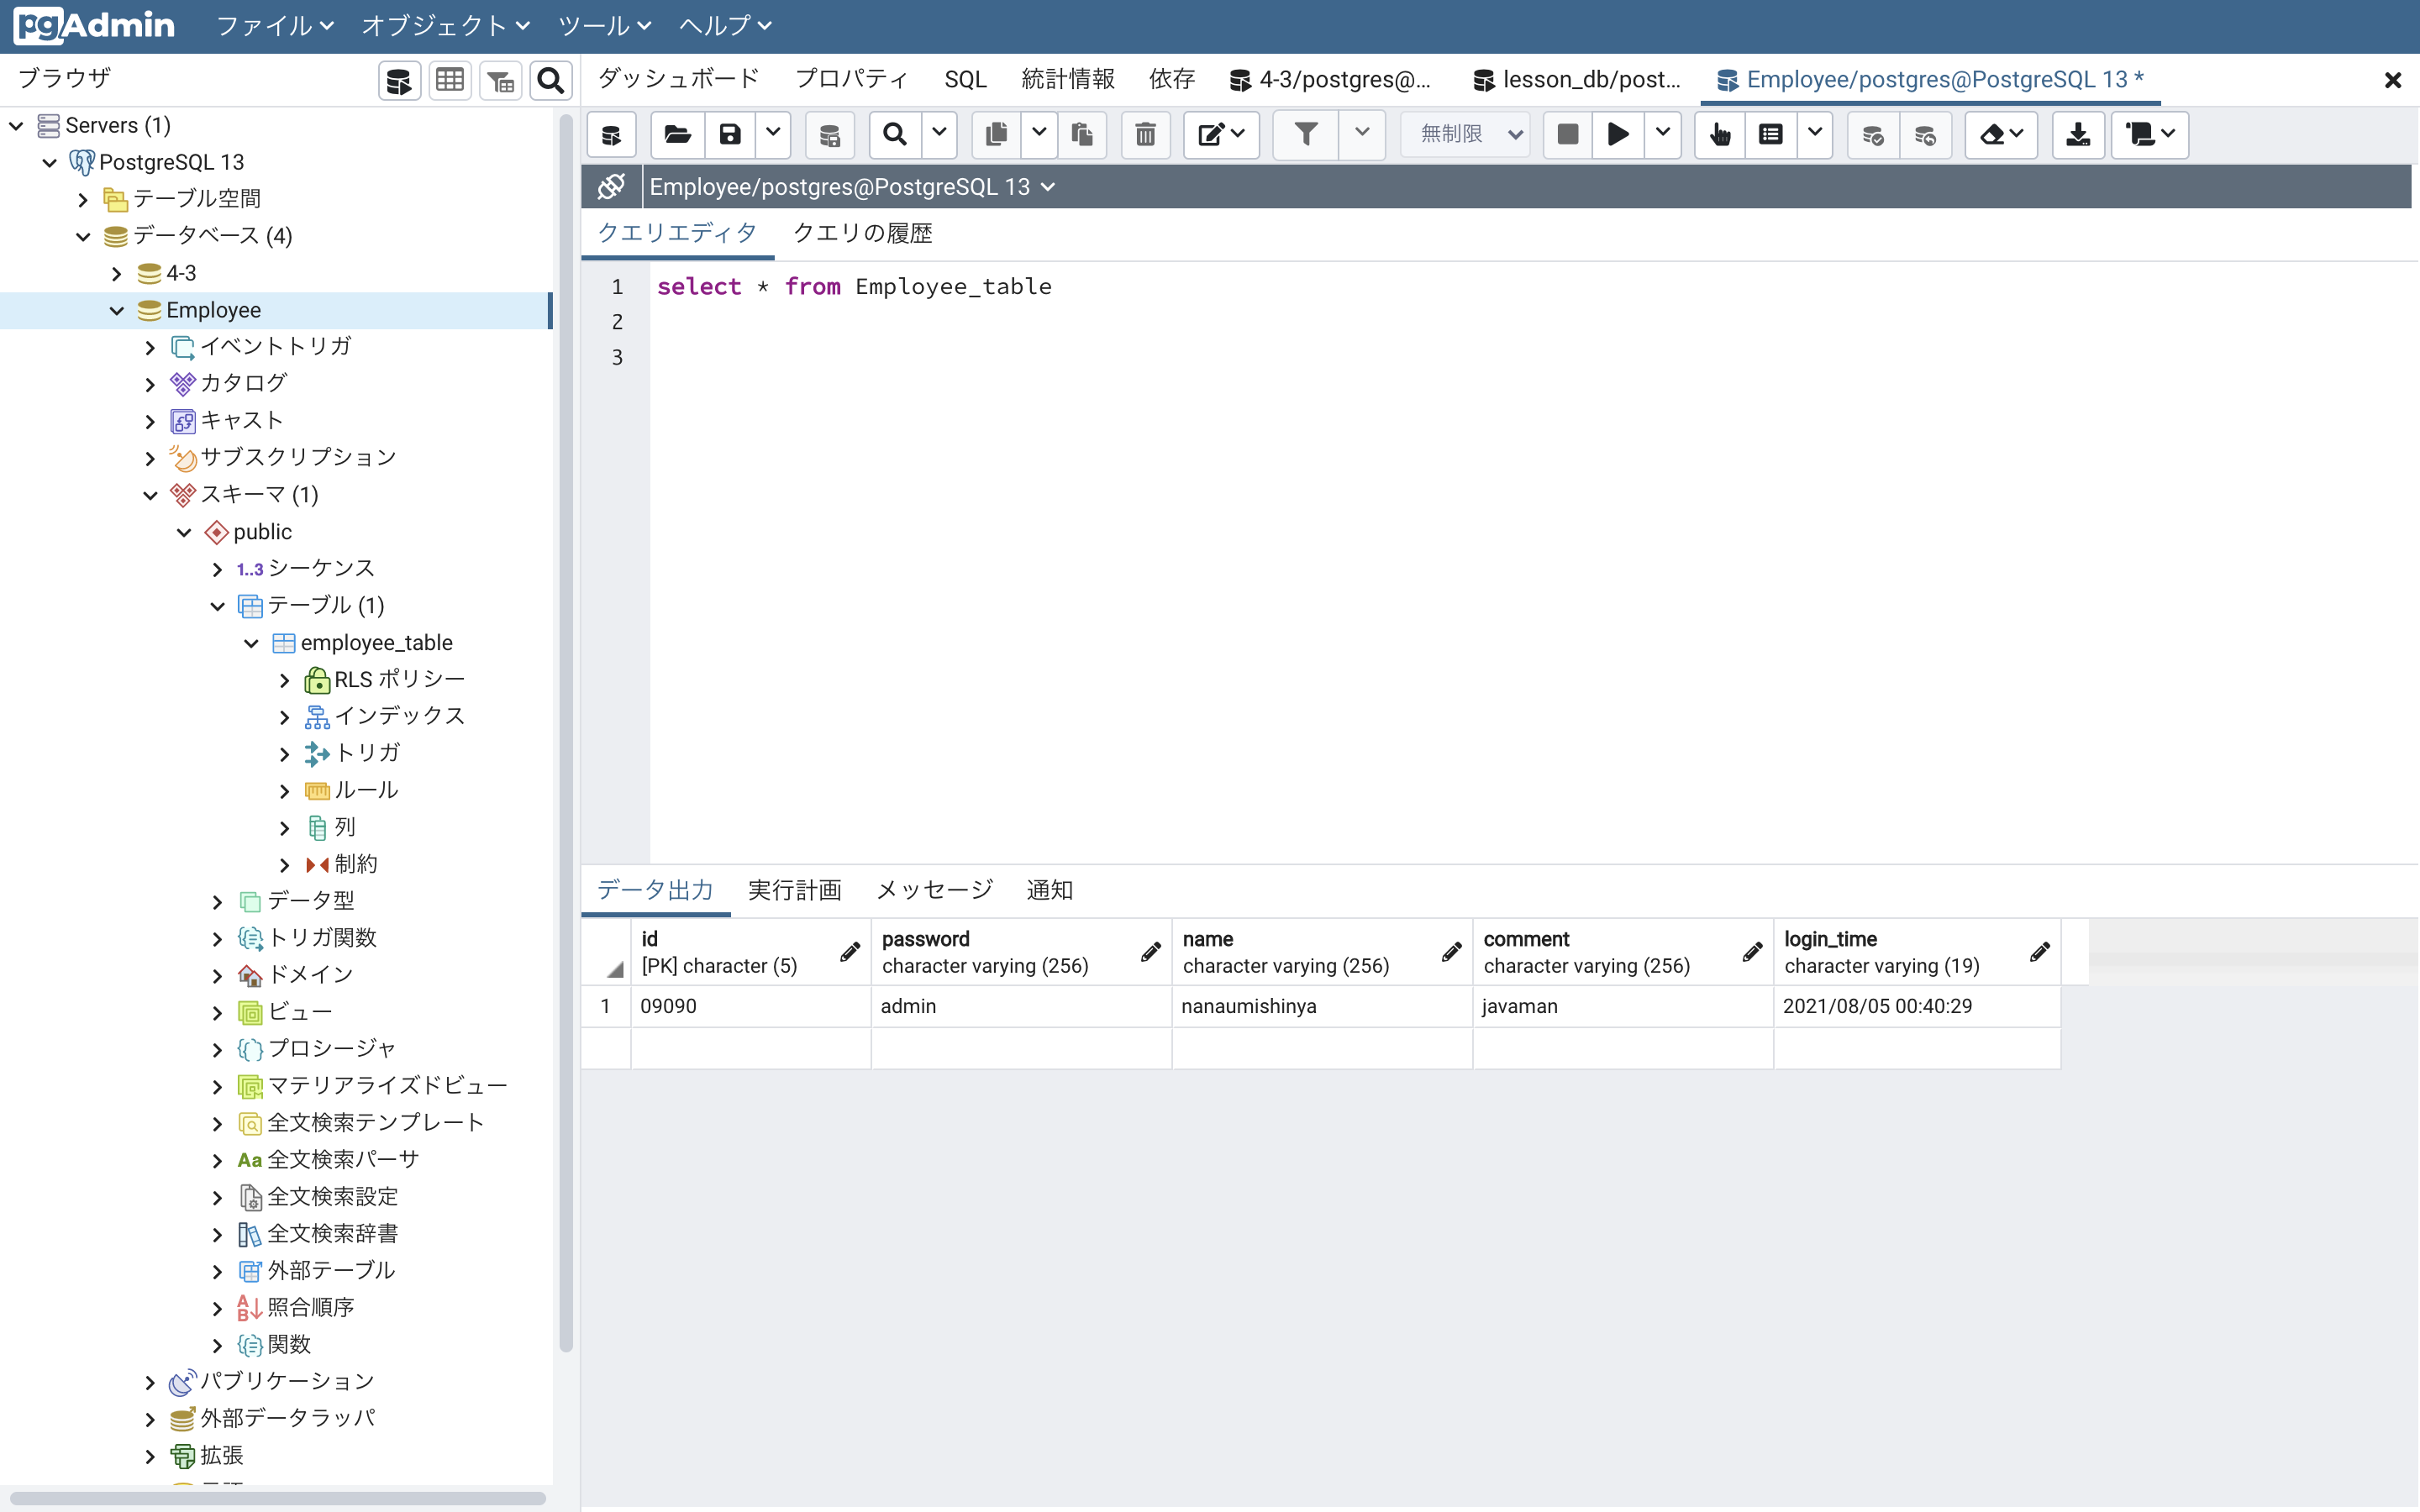 pgAdmin ファイル オブジェクト ツール ヘルプ
ブラウザ
ダッシュボード プロパティ SQL 統計情報 依存 4-3/postgres@... lesson_db/post... Employee/postgres@PostgreSQL 13 *
Servers (1)
PostgreSQL 13
テーブル空間
データベース (4)
4-3
Employee
イベントトリガ
カタログ
キャスト
サブスクリプション
スキーマ (1)
public
1..3 シーケンス
テーブル (1)
employee_table
RLS ポリシー
インデックス
トリガ
ルール
列
制約
データ型
トリガ関数
ドメイン
ビュー
プロシージャ
マテリアライズドビュー
全文検索テンプレート
Aa 全文検索パーサ
全文検索設定
全文検索辞書
外部テーブル
照合順序
関数
パブリケーション
外部データラッパ
拡張
無制限
Employee/postgres@PostgreSQL 13
クエリエディタ クエリの履歴
1 select * from Employee_table
2
3
データ出力 実行計画 メッセージ 通知
id password name comment login_time
[PK] character (5) character varying (256) character varying (256) character varying (256) character varying (19)
1 09090 admin nanaumishinya javaman 2021/08/05 00:40:29